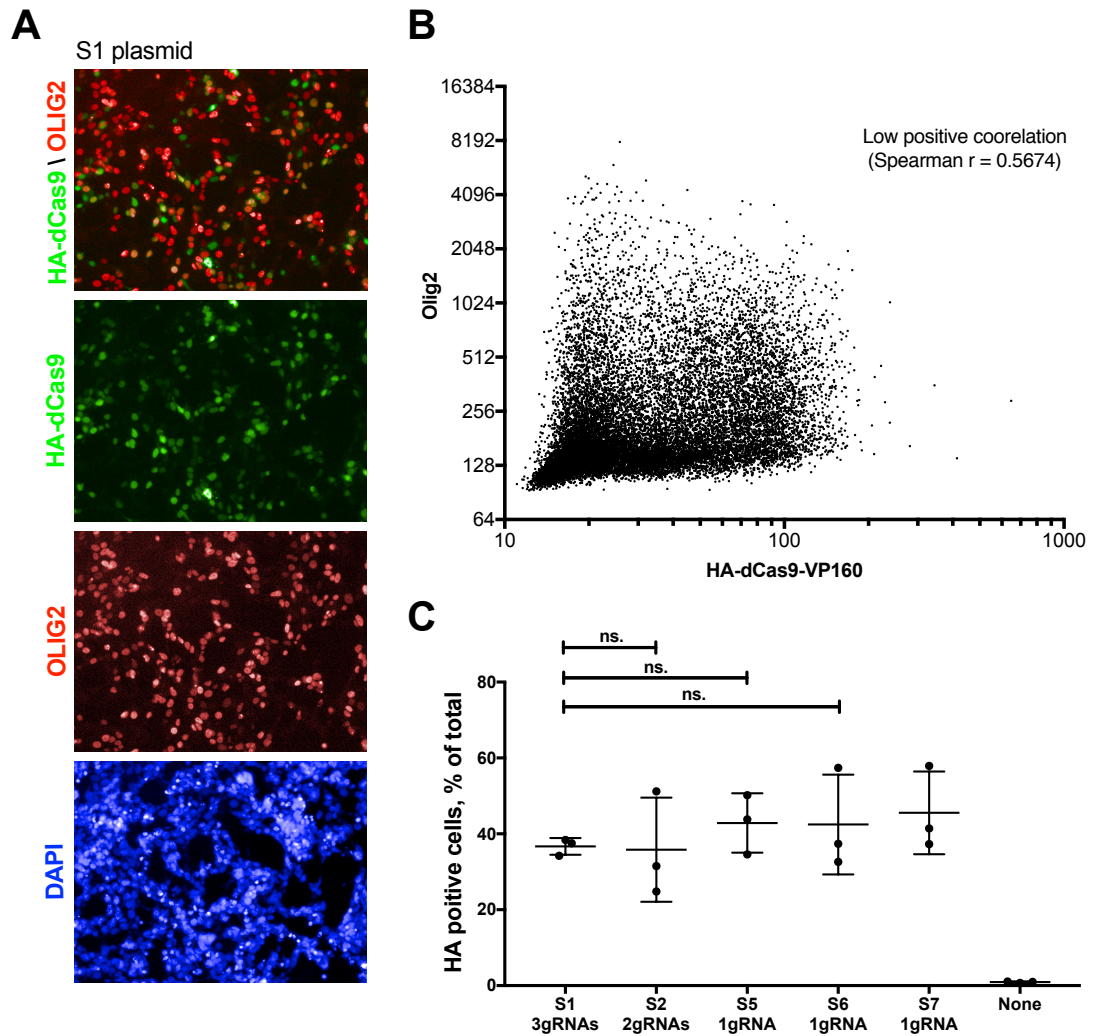 A
S1 plasmid
HA-dCas9 \ OLIG2
HA-dCas9
OLIG2
DAPI
B
16384
8192
4096
2048
1024
512
256
128
64
Olig2
Low positive coorelation
(Spearman r = 0.5674)
10
100
1000
HA-dCas9-VP160
C
ns.
ns.
ns.
80
60
40
20
0
HA poitive cells, % of total
S1 S2 S5 S6 S7 None
3gRNAs 2gRNAs 1gRNA 1gRNA 1gRNA